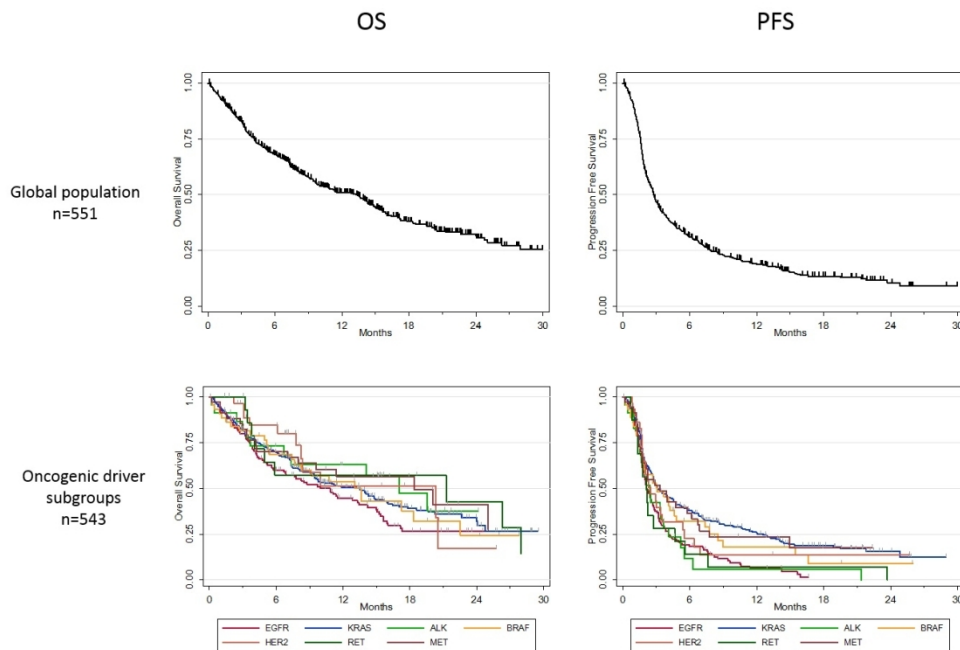 OS
PFS
Global population
n=551
Overall Survival
1.00
0.75
0.50
0.25
0.00
0
6
12
18
24
30
Months
Progression Free Survival
1.00
0.75
0.50
0.25
0.00
0
6
12
18
24
30
Months
Oncogenic driver
subgroups
n=543
Overall Survival
1.00
0.75
0.50
0.25
0.00
0
6
12
18
24
30
Months
EGFR KRAS ALK BRAF
HER2 RET MET
Progression Free Survival
1.00
0.75
0.50
0.25
0.00
0
6
12
18
24
30
Months
EGFR KRAS ALK BRAF
HER2 RET MET